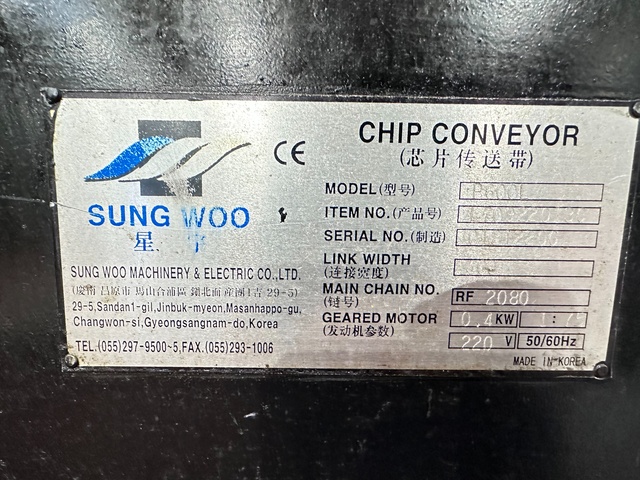 CE
SUNG WOO
星
SUNG WOO MACHINERY & ELECTRIC CO.,LTD.
29-5,Sandan1-gil,Jinbuk-myeon,Masanhappo-gu,
Changwon-si,Gyeongsangnam-do,Korea
TEL.(055)297-9500~5,FAX.(055)293-1006
CHIP CONVEYOR
(芯片传送带)
MODEL(型号)
ITEM NO.(产品号)
SERIAL NO.(制造)
LINK WIDTH
(连接宽度)
MAIN CHAIN NO. RF 2080
(链号)
GEARED MOTOR 0.4 KW
(发动机参数) 220 V 50/60Hz
MADE IN KOREA